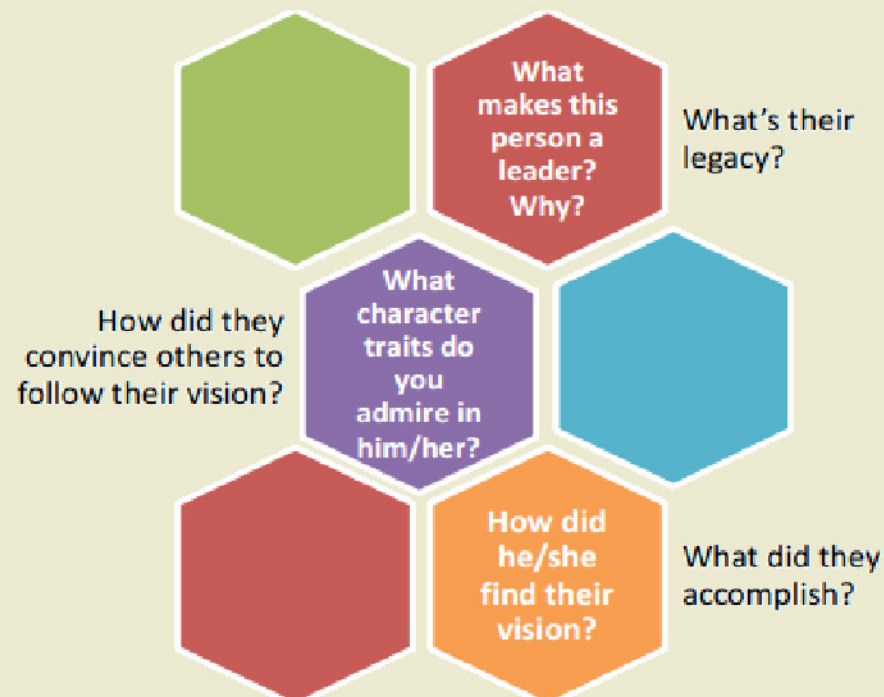 What
makes this
person a
leader?
Why?
What's their
legacy?
What
character
traits do
you
admire in
him/her?
How did they
convince others to
follow their vision?
How did
he/she
find their
vision?
What did they
accomplish?